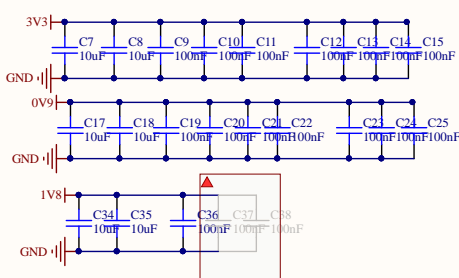 3V3
C7 C8 C9 C10 C11 C12 C13 C14 C15
10uF 10uF 100nF 100nF 100nF 100nF 100nF 100nF 100nF
GND
0V9
C17 C18 C19 C20 C21 C22 C23 C24 C25
10uF 10uF 100nF 100nF 100nF 100nF 100nF 100nF 100nF
GND
1V8
C34 C35 C36 C37 C38
10uF 10uF 100nF 100nF 100nF
GND